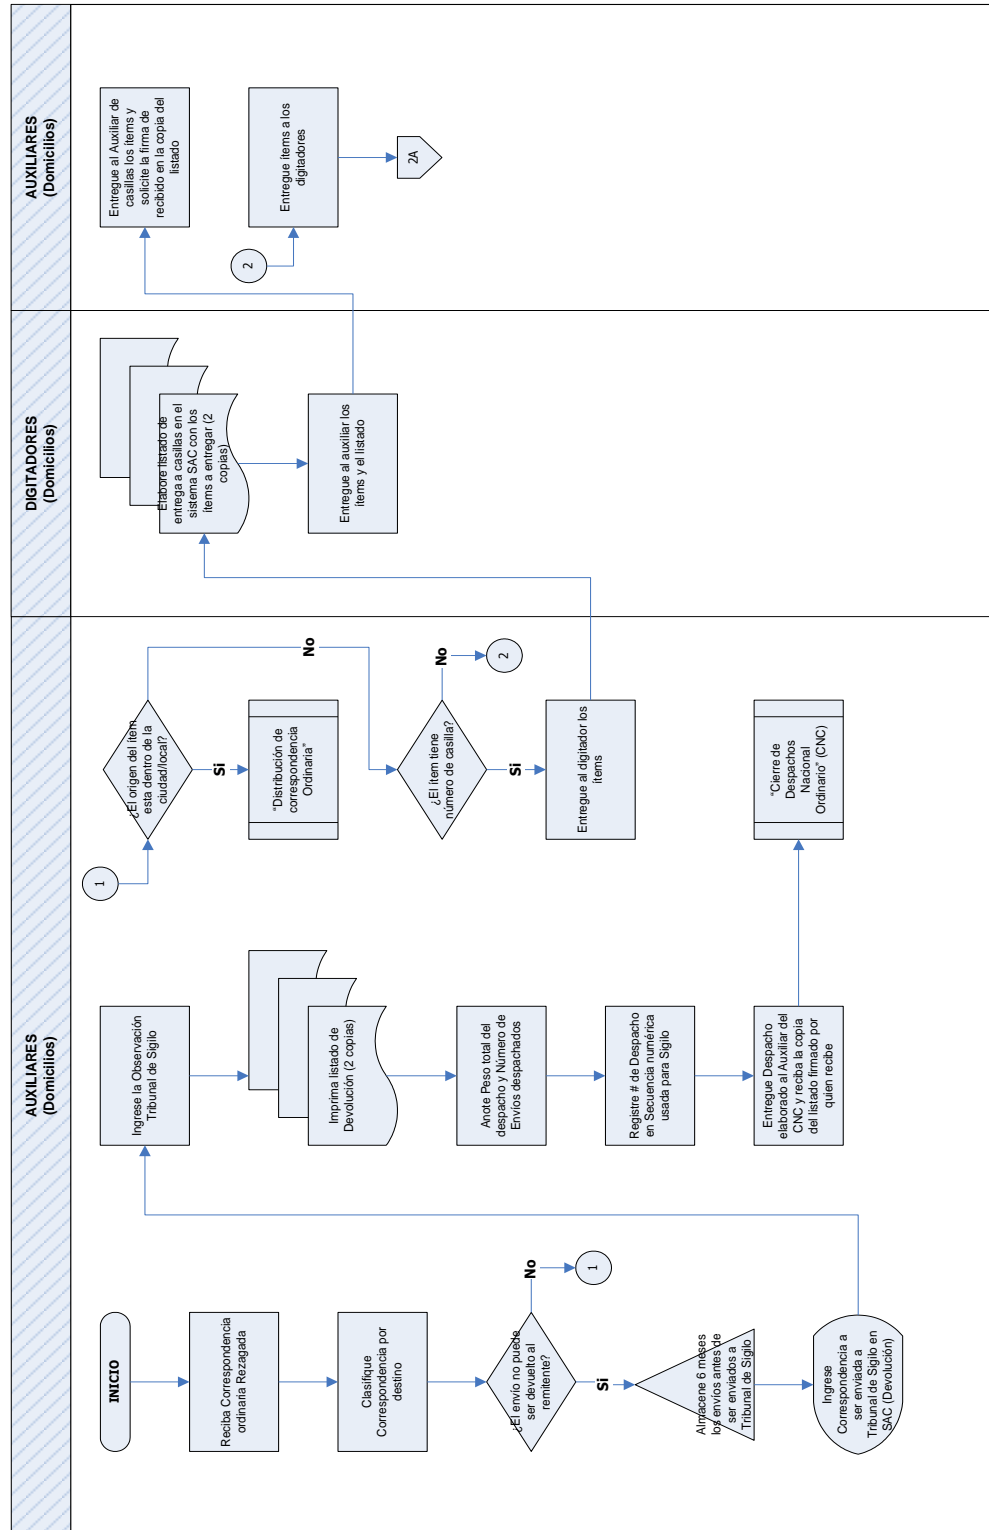 AUXILIARES
(Domicilios)
INICIO
Reciba Correspondencia
ordinaria Rezagada
Clasifique
Correspondencia por
destino
¿El envío no puede
ser devuelto al
remitente?
No
1
Si
Almacene 6 meses
los envíos antes de
ser enviados a
Tribunal de Sigilo
Ingrese
Correspondencia a
ser enviada a
Tribunal de Sigilo en
SAC (Devolución)
Ingrese la Observación
Tribunal de Sigilo
Imprima listado de
Devolución (2 copias)
Anote Peso total del
despacho y Número de
Envíos despachados
Registre # de Despacho
en Secuencia numérica
usada para Sigilo
Entregue Despacho
elaborado al Auxiliar del
CNC y reciba la copia
del listado firmado por
quien recibe
1
¿El origen del item
esta dentro de la
ciudad/local?
Si
No
"Distribución de
correspondencia
Ordinaria"
¿El item tiene
número de casilla?
No
2
Si
Entregue al digitador los
items
"Cierre de
Despachos
Nacional
Ordinario" (CNC)
DIGITADORES
(Domicilios)
Elabore listado de
entrega a casillas en el
sistema SAC con los
ítems a entregar (2
copias)
Entregue al auxiliar los
ítems y el listado
AUXILIARES
(Domicilios)
Entregue al Auxiliar de
casillas los ítems y
solicite la firma de
recibido en la copia del
listado
2
Entregue ítems a los
digitadores
2A